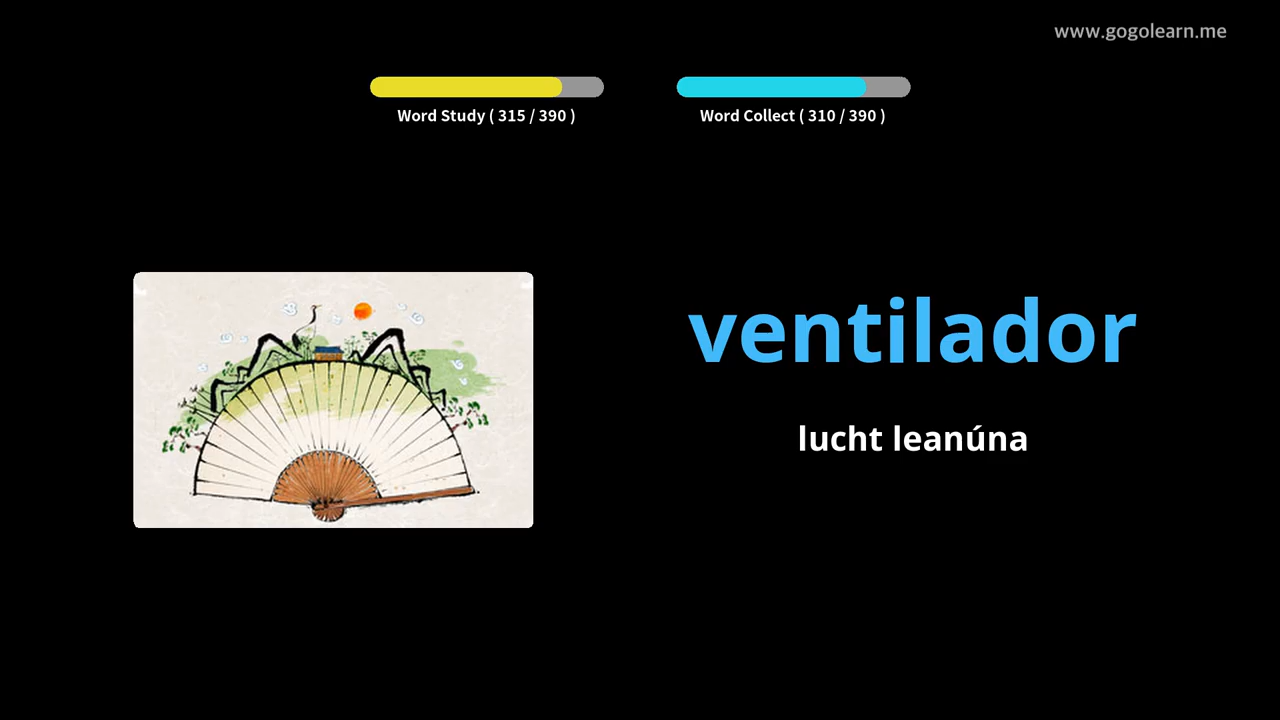 www.gogolearn.me
Word Study ( 315 / 390 )
Word Collect ( 310 / 390 )
ventilador
lucht leanúna